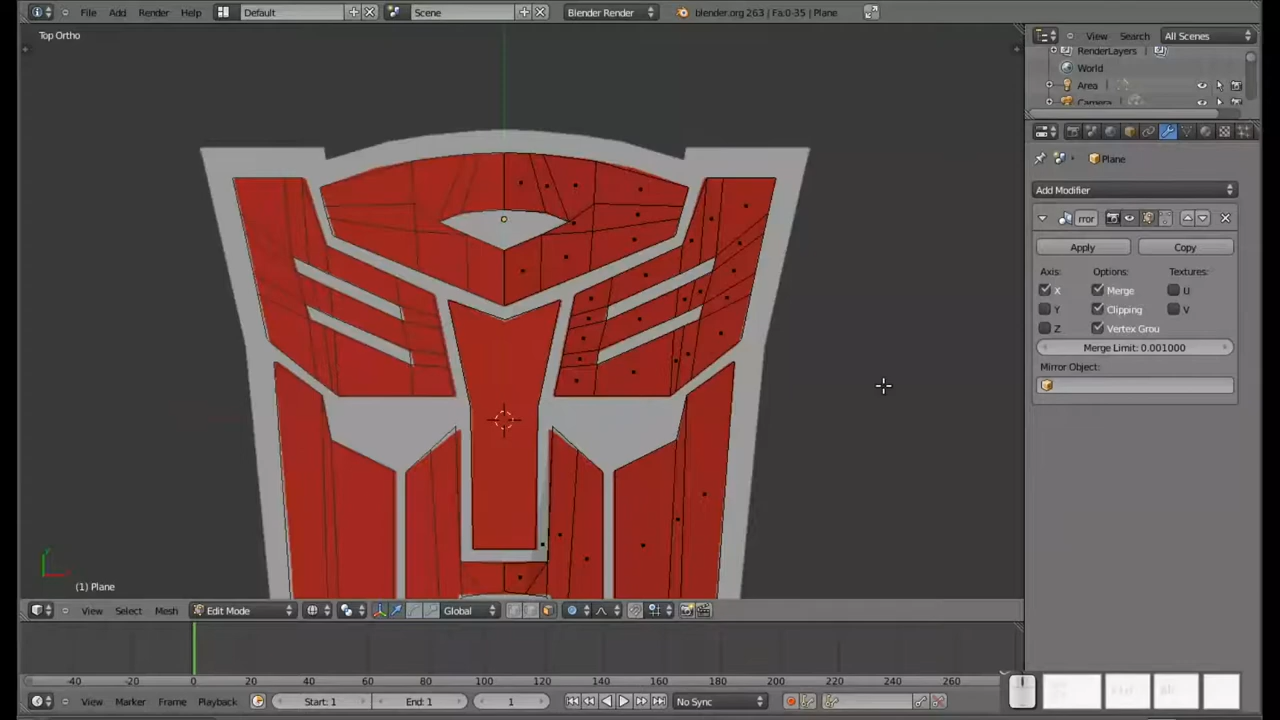 File Add Render Help Default Scene Blender Render blender.org 263 | Fa:0-35 | Plane
Top Ortho
View Search All Scenes
RenderLayers
World
Area
Camera
Plane
Add Modifier
rror
Apply Copy
Axis: Options: Textures:
X Merge U
Y Clipping V
Z Vertex Grou
Merge Limit: 0.001000
Mirror Object:
(1) Plane
View Select Mesh Edit Mode Global
-40 -20 0 20 40 60 80 100 120 140 160 180 200 220 240 260
View Marker Frame Playback Start: 1 End: 1 1 No Sync